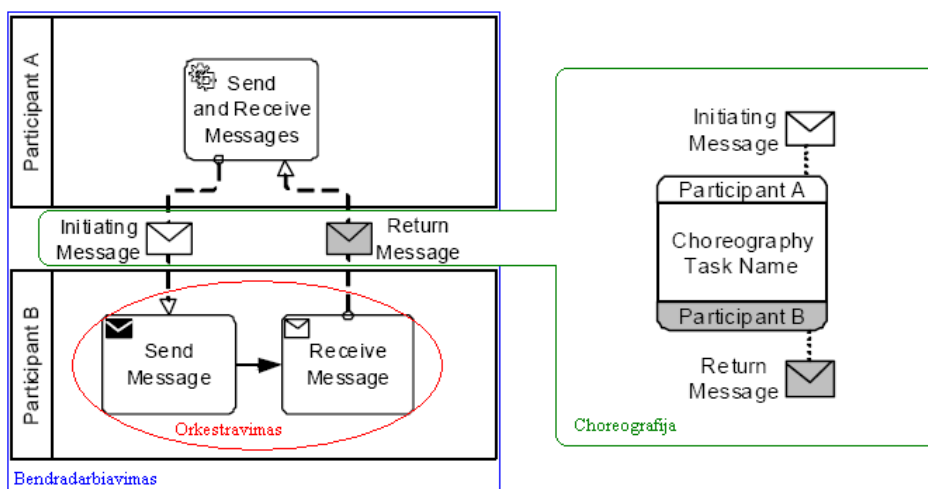 Participant A
Send
and Receive
Messages
Initiating
Message
Return
Message
Participant B
Send
Message
Receive
Message
Orkestravimas
Bendradarbiavimas
Initiating
Message
Participant A
Choreography
Task Name
Participant B
Return
Message
Choreografija